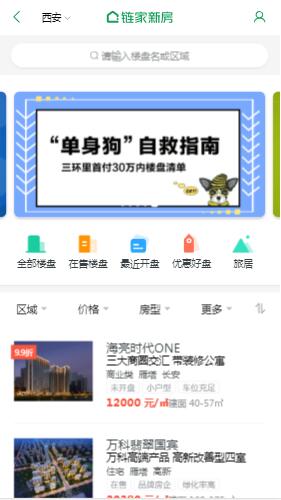 西安
链家新房
请输入楼盘名或区域
“单身狗”自救指南
三环里首付30万内楼盘清单
全部楼盘
在售楼盘
最近开盘
优惠好盘
旅居
区域
价格
房型
更多
9.9折
海亮时代ONE
三大商圈交汇 带装修公寓
商业类 雁塔 长安
未开盘 小户型 车位充足
12000 元/㎡ 建面 40-57㎡
万科翡翠国宾
万科高端产品 高新改善型四室
住宅 雁塔 高新
在售 品牌房企 绿化率高